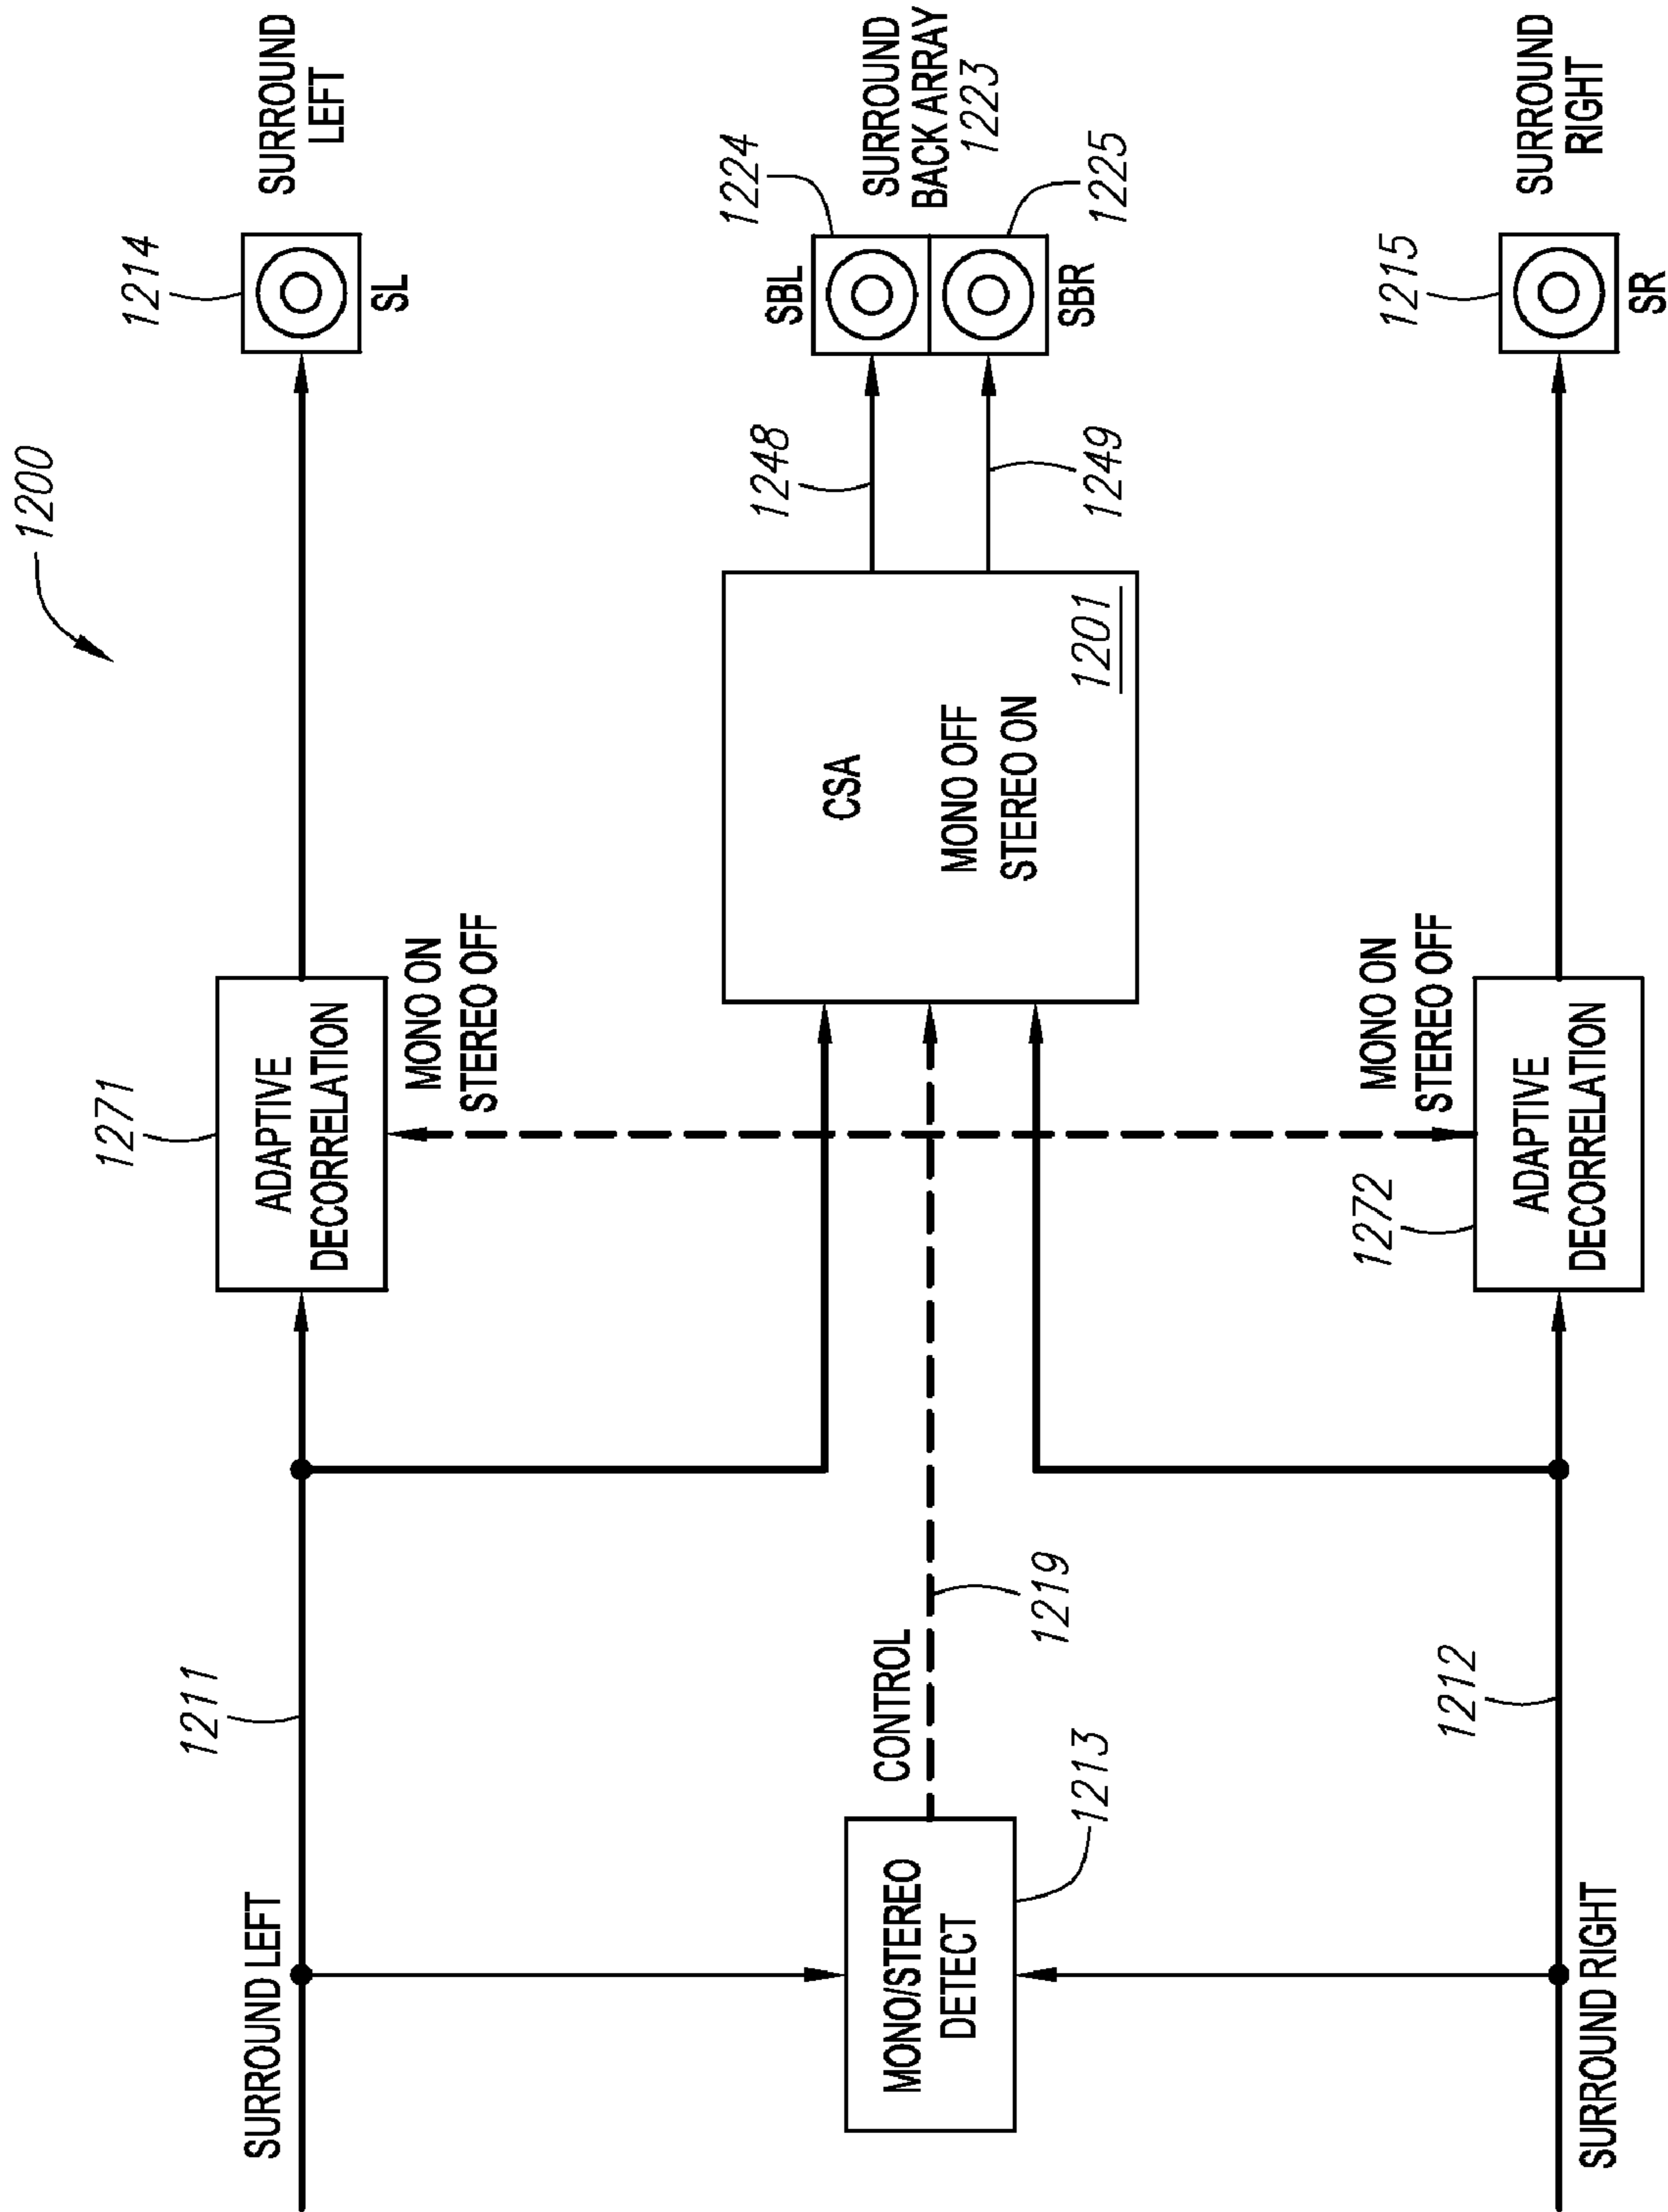 1200
SURROUND LEFT
1211
1271
ADAPTIVE
DECORRELATION
MONO ON
STEREO OFF
1214
SL
SURROUND
LEFT
MONO/STEREO
DETECT
1213
CONTROL
1219
CSA
MONO OFF
STEREO ON
1201
1248
1249
SBL
1224
SBR
1225
SURROUND
BACK ARRAY
1223
SURROUND RIGHT
1212
1272
MONO ON
STEREO OFF
ADAPTIVE
DECORRELATION
1215
SR
SURROUND
RIGHT